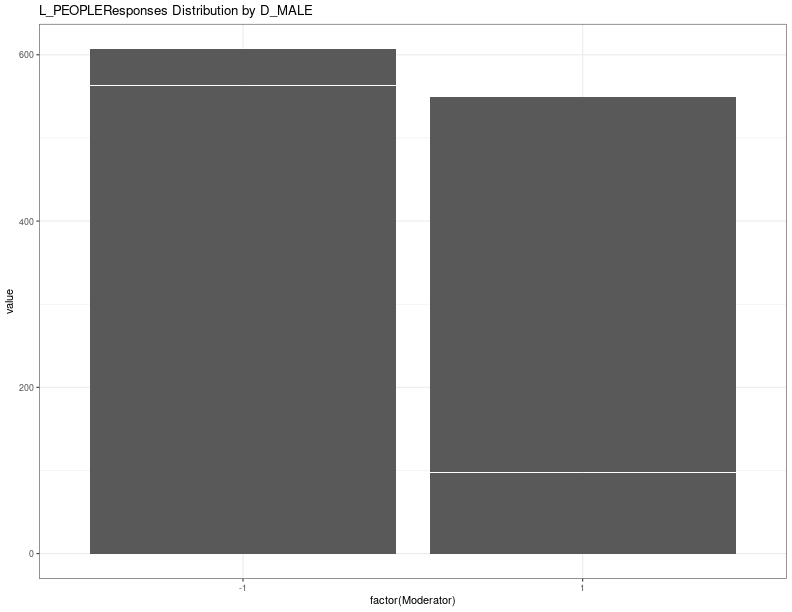 L_PEOPLEResponses Distribution by D_MALE
600
400
200
0
value
-1
1
factor(Moderator)